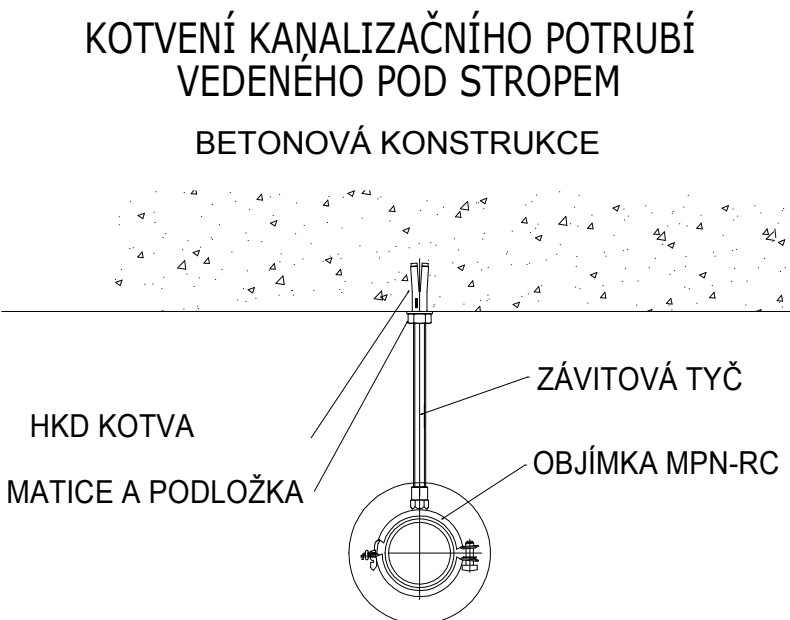 KOTVENÍ KANALIZAČNÍHO POTRUBÍ
VEDENÉHO POD STROPEM
BETONOVÁ KONSTRUKCE
ZÁVITOVÁ TYČ
HKD KOTVA
OBJÍMKA MPN-RC
MATICE A PODLOŽKA